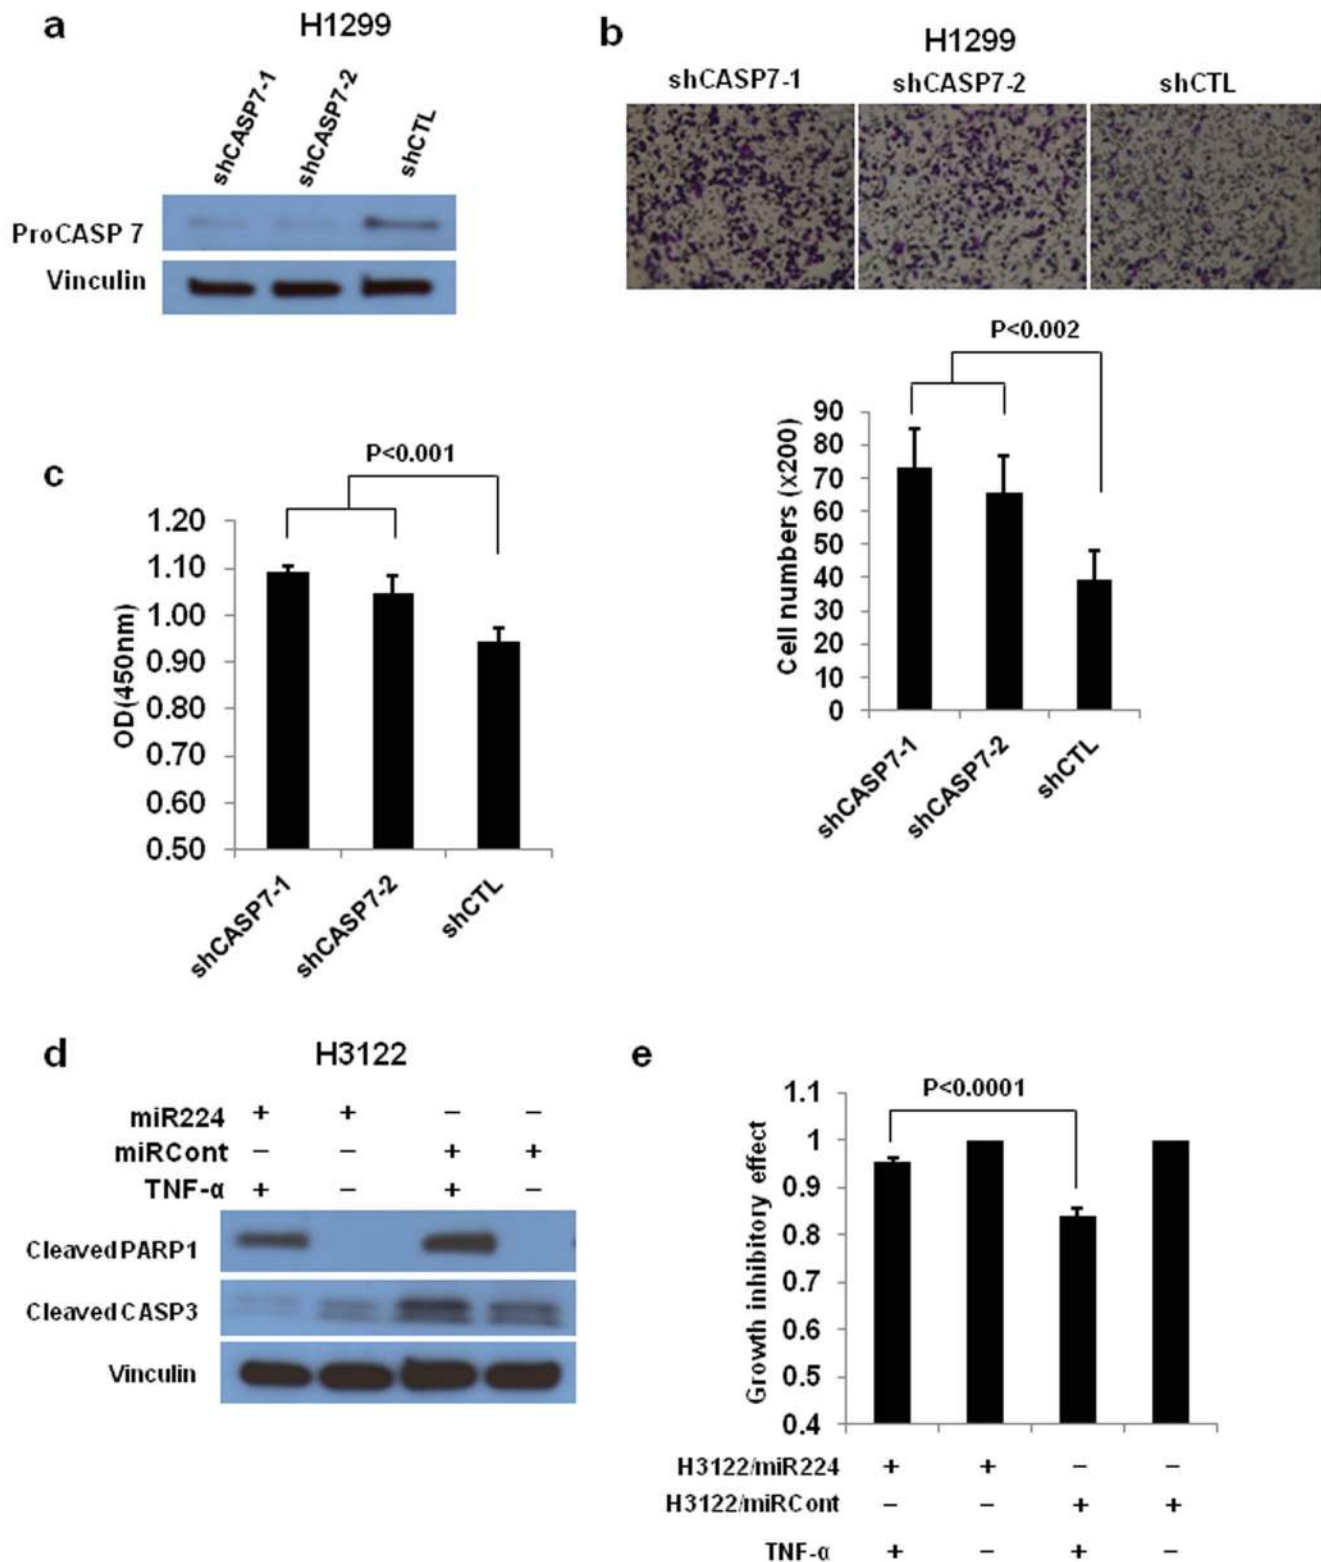 a
H1299
shCASP7-1
shCASP7-2
shCTL
ProCASP 7
Vinculin
b
H1299
shCASP7-1 shCASP7-2 shCTL
P<0.002
90
80
70
60
50
40
30
20
10
0
Cell numbers (x200)
shCASP7-1
shCASP7-2
shCTL
c
P<0.001
1.20
1.10
1.00
0.90
0.80
0.70
0.60
0.50
OD(450nm)
shCASP7-1
shCASP7-2
shCTL
d
H3122
miR224 + + − −
miRCont − − + +
TNF-α + − + −
Cleaved PARP1
Cleaved CASP3
Vinculin
e
P<0.0001
1.1
1
0.9
0.8
0.7
0.6
0.5
0.4
Growth inhibitory effect
H3122/miR224 + + − −
H3122/miRCont − − + +
TNF-α + − + −